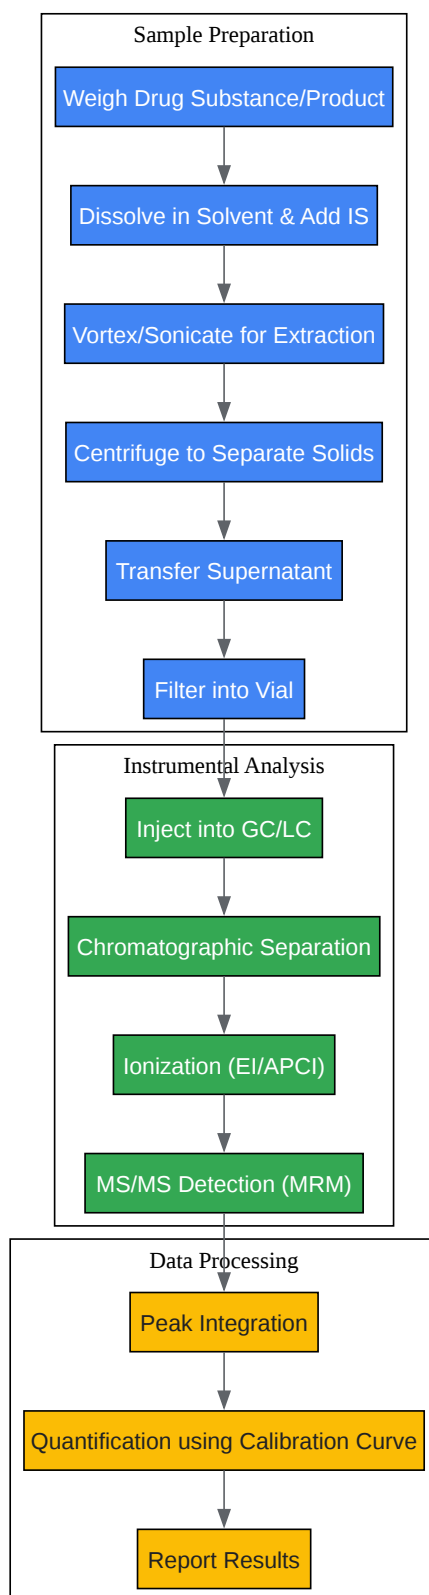 Sample Preparation
Weigh Drug Substance/Product
Dissolve in Solvent & Add IS
Vortex/Sonicate for Extraction
Centrifuge to Separate Solids
Transfer Supernatant
Filter into Vial
Instrumental Analysis
Inject into GC/LC
Chromatographic Separation
Ionization (EI/APCI)
MS/MS Detection (MRM)
Data Processing
Peak Integration
Quantification using Calibration Curve
Report Results